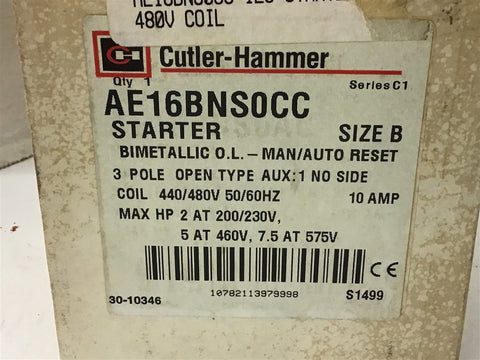 480V COIL
Cutler-Hammer
Qty 1 Series C1
AE16BNS0CC
STARTER SIZE B
BIMETALLIC O.L. – MAN/AUTO RESET
3 POLE OPEN TYPE AUX: 1 NO SIDE
COIL 440/480V 50/60HZ 10 AMP
MAX HP 2 AT 200/230V,
5 AT 460V, 7.5 AT 575V
CE
10782113979998
30-10346 S1499